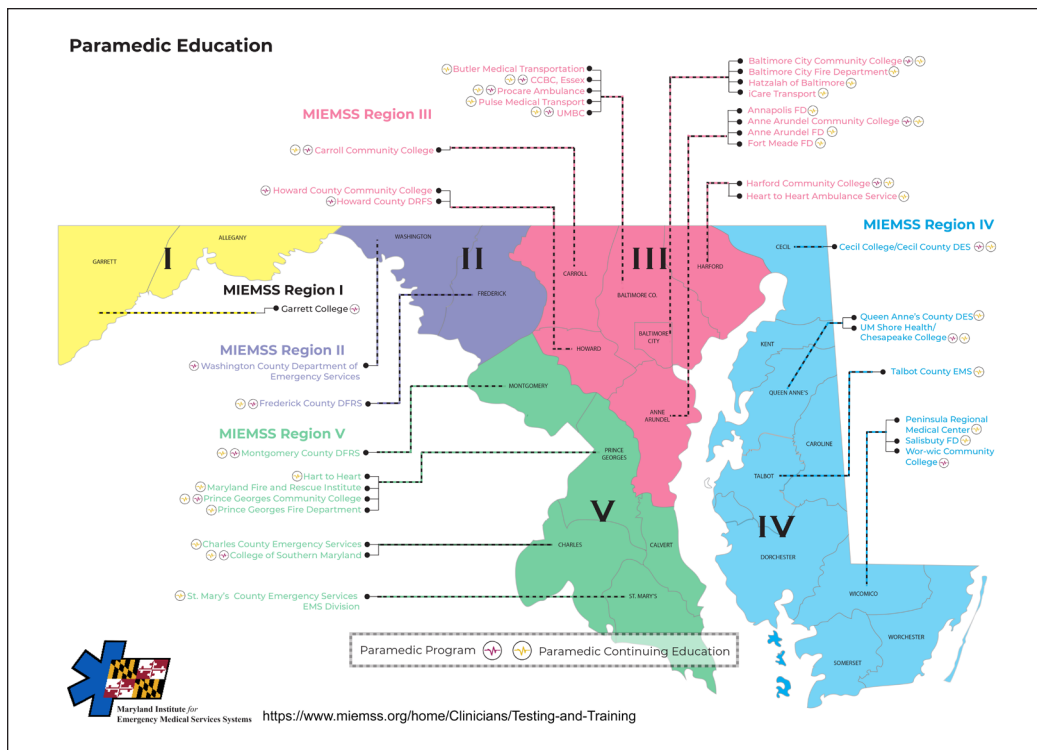 Paramedic Education
Butler Medical Transportation
CCBC, Essex
Procare Ambulance
Pulse Medical Transport
UMBC
Baltimore City Community College
Baltimore City Fire Department
Hatzalah of Baltimore
iCare Transport
Annapolis FD
Anne Arundel Community College
Anne Arundel FD
Fort Meade FD
MIEMSS Region III
Carroll Community College
Howard County Community College
Howard County DRFS
Harford Community College
Heart to Heart Ambulance Service
MIEMSS Region IV
Cecil College/Cecil County DES
Queen Anne's County DES
UM Shore Health/
Chesapeake College
Talbot County EMS
Peninsula Regional
Medical Center
Salisbuty FD
Wor-wic Community
College
MIEMSS Region I
Garrett College
MIEMSS Region II
Washington County Department of
Emergency Services
Frederick County DFRS
MIEMSS Region V
Montgomery County DFRS
Hart to Heart
Maryland Fire and Rescue Institute
Prince Georges Community College
Prince Georges Fire Department
Charles County Emergency Services
College of Southern Maryland
St. Mary's County Emergency Services
EMS Division
GARRETT
ALLEGANY
I
WASHINGTON
FREDERICK
II
CARROLL
BALTIMORE CO.
III
HARFORD
BALTIMORE
CITY
HOWARD
ANNE
ARUNDEL
MONTGOMERY
PRINCE
GEORGES
V
CHARLES
CALVERT
ST. MARY'S
CECIL
KENT
QUEEN ANNE'S
CAROLINE
TALBOT
IV
DORCHESTER
WICOMICO
WORCHESTER
SOMERSET
Paramedic Program
Paramedic Continuing Education
Maryland Institute for
Emergency Medical Services Systems
https://www.miemss.org/home/Clinicians/Testing-and-Training